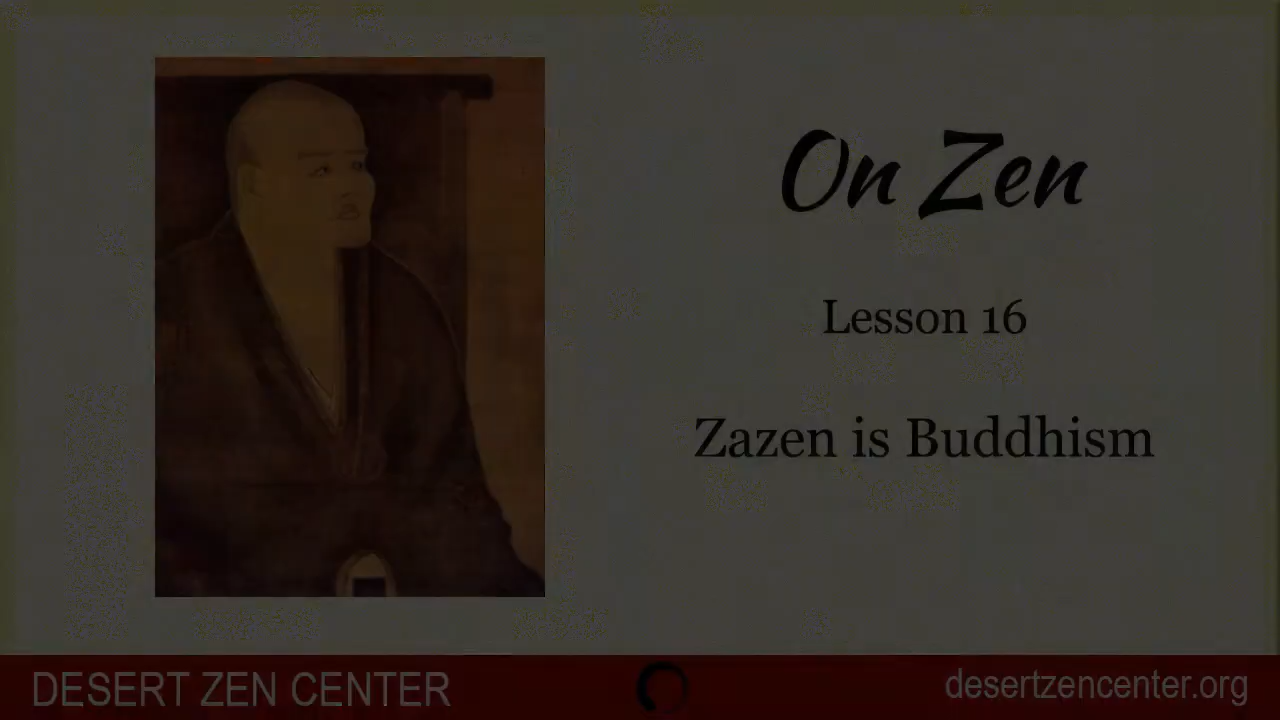 On Zen
Lesson 16
Zazen is Buddhism
DESERT ZEN CENTER
desertzencenter.org